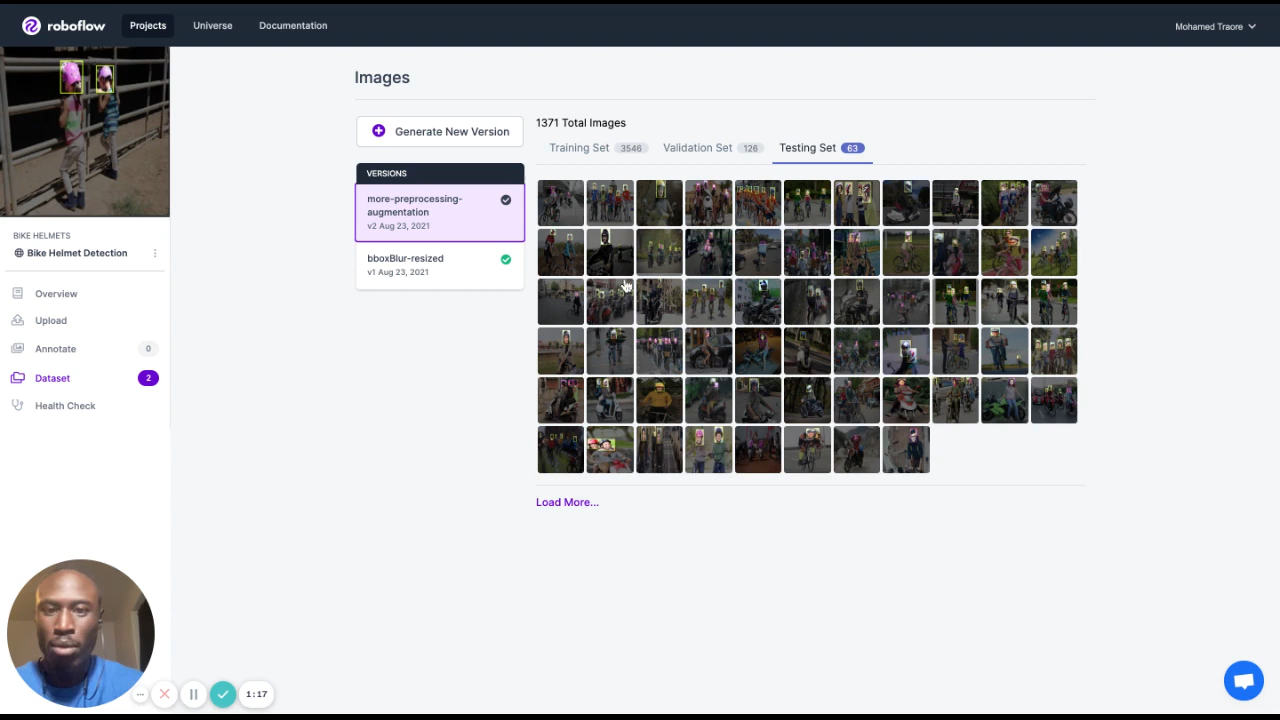 roboflow
Projects
Universe
Documentation
Mohamed Traore
Images
Generate New Version
1371 Total Images
Training Set 3546
Validation Set 126
Testing Set 63
VERSIONS
more-preprocessing-
augmentation
v2 Aug 23, 2021
bboxBlur-resized
v1 Aug 23, 2021
BIKE HELMETS
Bike Helmet Detection
Overview
Upload
Annotate 0
Dataset 2
Health Check
Load More...
1:17